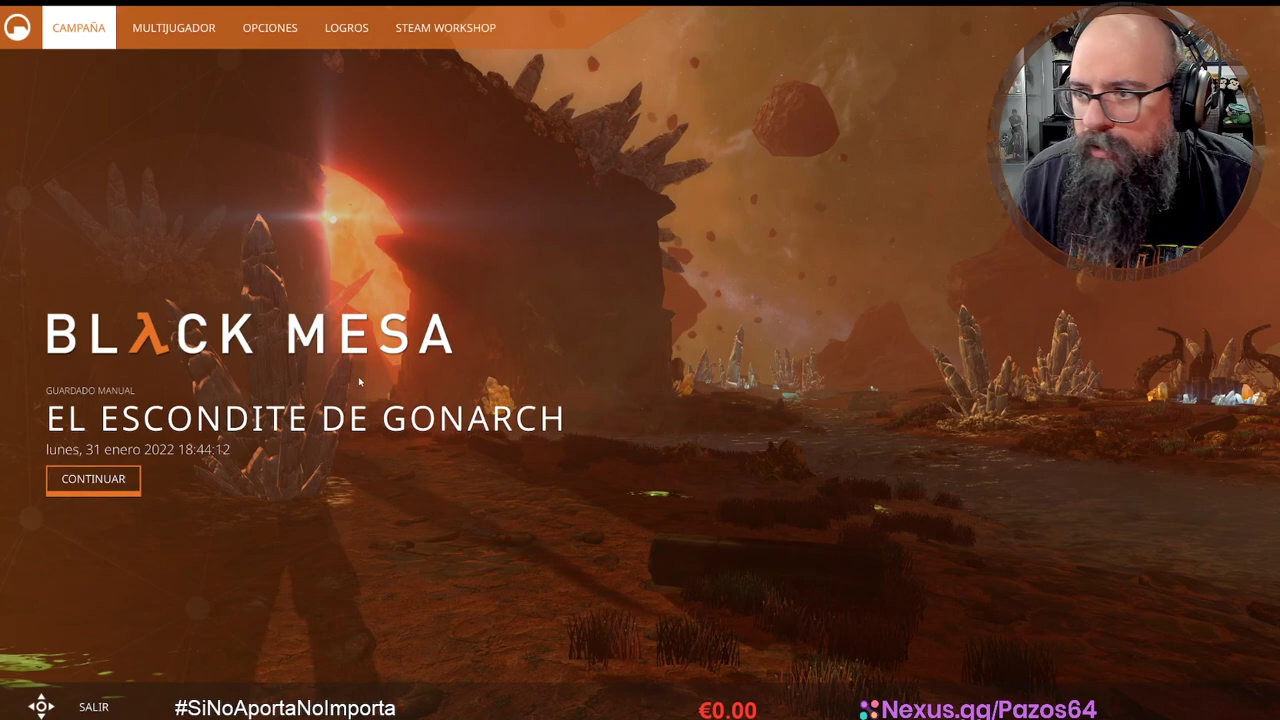 CAMPAÑA MULTIJUGADOR OPCIONES LOGROS STEAM WORKSHOP
BLλCK MESA
GUARDADO MANUAL
EL ESCONDITE DE GONARCH
lunes, 31 enero 2022 18:44:12
CONTINUAR
SALIR
#SiNoAportaNoImporta
€0.00
Nexus.gg/Pazos64